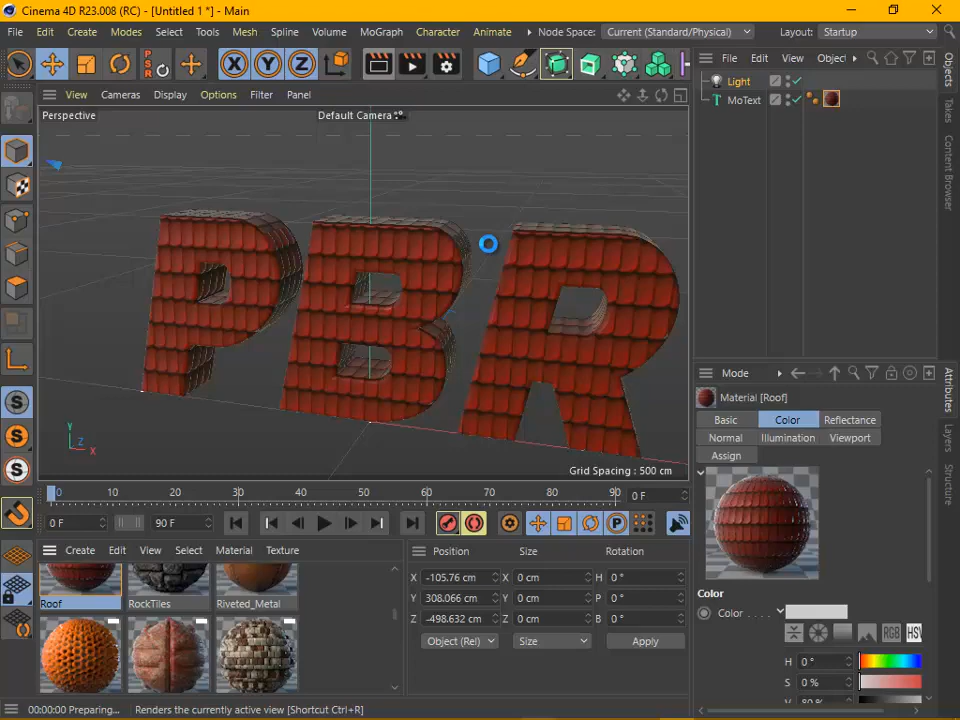 Cinema 4D R23.008 (RC) - [Untitled 1 *] - Main
File Edit Create Modes Select Tools Mesh Spline Volume MoGraph Character Animate Node Space: Current (Standard/Physical) Layout: Startup
PSR X Y Z File Edit View Object
View Cameras Display Options Filter Panel
Light
MoText
Perspective
Default Camera
PBR
Objects
Takes
Content Browser
Y
Z
X
Grid Spacing : 500 cm
Mode
Material [Roof]
Basic Color Reflectance
Normal Illumination Viewport
Assign
Attributes
Layers
Structure
0 10 20 30 40 50 60 70 80 90 0 F
0 F 90 F P
Create Edit View Select Material Texture
Roof RockTiles Riveted_Metal
Position Size Rotation
X -105.76 cm X 0 cm H 0 °
Y 308.066 cm Y 0 cm P 0 °
Z -498.632 cm Z 0 cm B 0 °
Object (Rel) Size Apply
Color
Color . . . .
RGB HSV
H 0 °
S 0 %
V 80 %
00:00:00 Preparing... Renders the currently active view [Shortcut Ctrl+R]